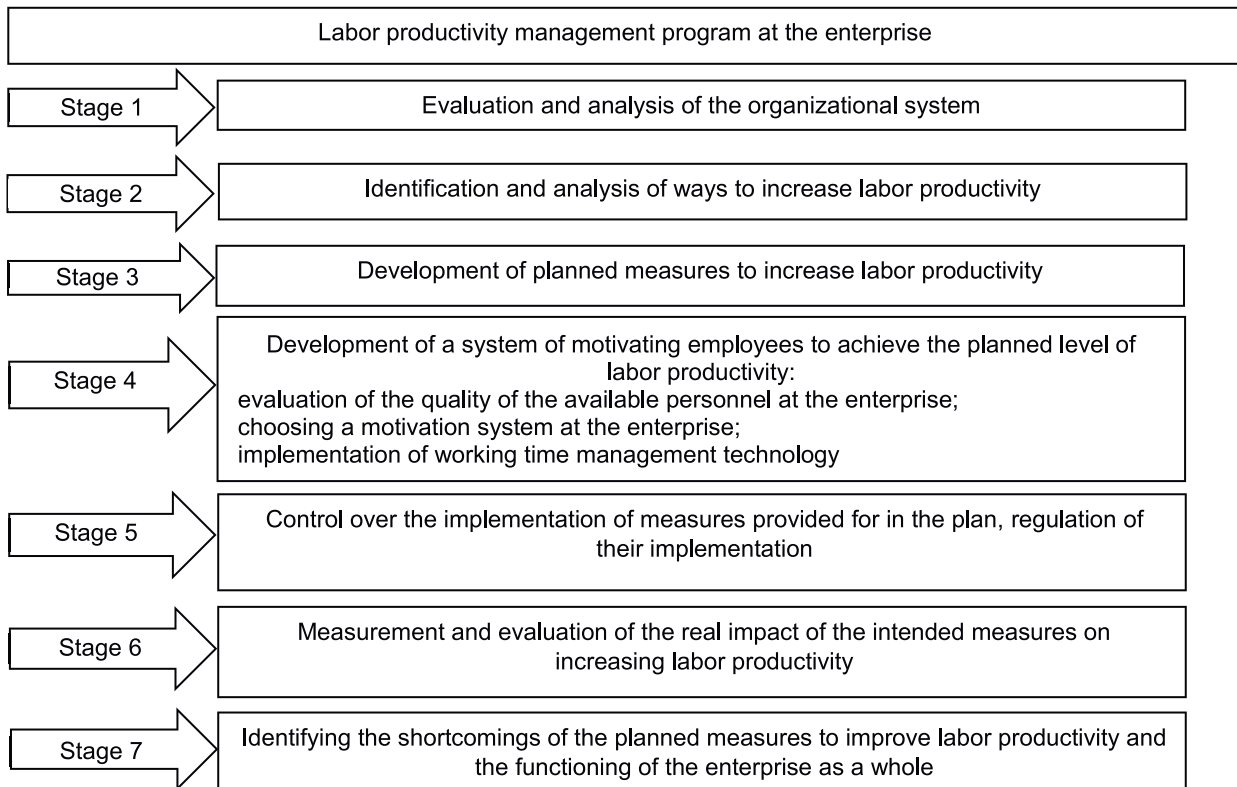 Labor productivity management program at the enterprise
Stage 1
Evaluation and analysis of the organizational system
Stage 2
Identification and analysis of ways to increase labor productivity
Stage 3
Development of planned measures to increase labor productivity
Stage 4
Development of a system of motivating employees to achieve the planned level of
labor productivity:
evaluation of the quality of the available personnel at the enterprise;
choosing a motivation system at the enterprise;
implementation of working time management technology
Stage 5
Control over the implementation of measures provided for in the plan, regulation of
their implementation
Stage 6
Measurement and evaluation of the real impact of the intended measures on
increasing labor productivity
Stage 7
Identifying the shortcomings of the planned measures to improve labor productivity and
the functioning of the enterprise as a whole